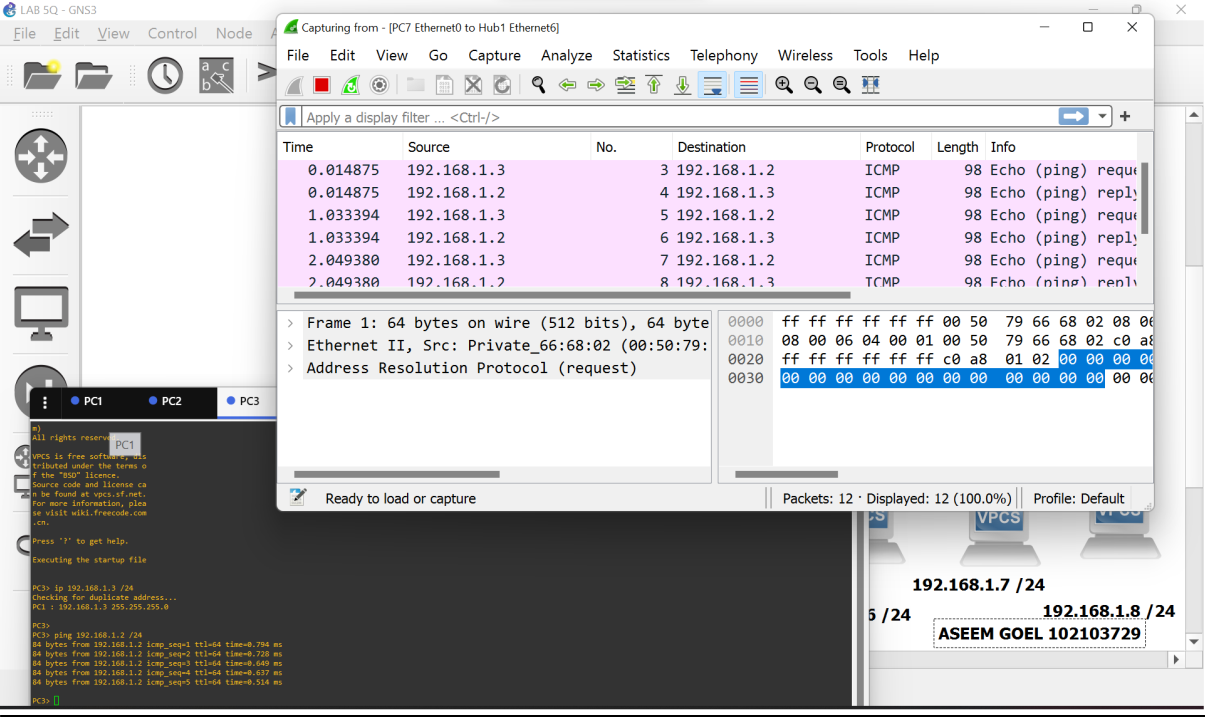 LAB 5Q - GNS3
File Edit View Control Node
Capturing from - [PC7 Ethernet0 to Hub1 Ethernet6]
File Edit View Go Capture Analyze Statistics Telephony Wireless Tools Help
Apply a display filter ... <Ctrl-/>
Time Source No. Destination Protocol Length Info
0.014875 192.168.1.3 3 192.168.1.2 ICMP 98 Echo (ping) reque
0.014875 192.168.1.2 4 192.168.1.3 ICMP 98 Echo (ping) reply
1.033394 192.168.1.3 5 192.168.1.2 ICMP 98 Echo (ping) reque
1.033394 192.168.1.2 6 192.168.1.3 ICMP 98 Echo (ping) reply
2.049380 192.168.1.3 7 192.168.1.2 ICMP 98 Echo (ping) reque
2.049380 192.168.1.2 8 192.168.1.3 ICMP 98 Echo (ping) reply
Frame 1: 64 bytes on wire (512 bits), 64 byte
Ethernet II, Src: Private_66:68:02 (00:50:79:
Address Resolution Protocol (request)
0000 ff ff ff ff ff ff 00 50 79 66 68 02 08 06
0010 08 00 06 04 00 01 00 50 79 66 68 02 c0 a8
0020 ff ff ff ff ff ff c0 a8 01 02 00 00 00 00
0030 00 00 00 00 00 00 00 00 00 00 00 00 00 00
Ready to load or capture
Packets: 12 · Displayed: 12 (100.0%)
Profile: Default
PC1 PC2 PC3
PC1
m)
All rights reserve
VPCS is free software, dis
tributed under the terms o
f the "BSD" licence.
Source code and license ca
n be found at vpcs.sf.net.
For more information, plea
se visit wiki.freecode.com
.cn.
Press '?' to get help.
Executing the startup file
PC3> ip 192.168.1.3 /24
Checking for duplicate address...
PC1 : 192.168.1.3 255.255.255.0
PC3>
PC3> ping 192.168.1.2 /24
84 bytes from 192.168.1.2 icmp_seq=1 ttl=64 time=0.794 ms
84 bytes from 192.168.1.2 icmp_seq=2 ttl=64 time=0.728 ms
84 bytes from 192.168.1.2 icmp_seq=3 ttl=64 time=0.649 ms
84 bytes from 192.168.1.2 icmp_seq=4 ttl=64 time=0.637 ms
84 bytes from 192.168.1.2 icmp_seq=5 ttl=64 time=0.514 ms
PC3>
VPCS
192.168.1.7 /24
6 /24
192.168.1.8 /24
ASEEM GOEL 102103729